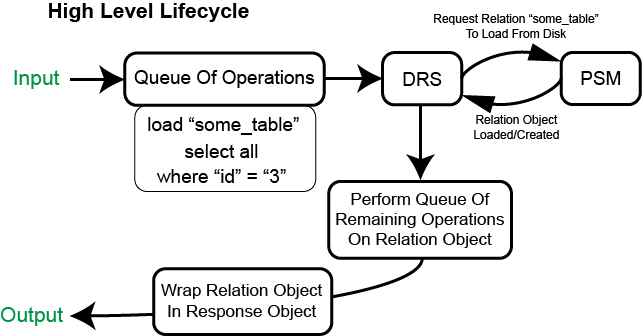 High Level Lifecycle
Request Relation “some_table”
To Load From Disk
Input
Queue Of Operations
DRS
PSM
load “some_table”
select all
where “id” = “3”
Relation Object
Loaded/Created
Perform Queue Of
Remaining Operations
On Relation Object
Wrap Relation Object
In Response Object
Output